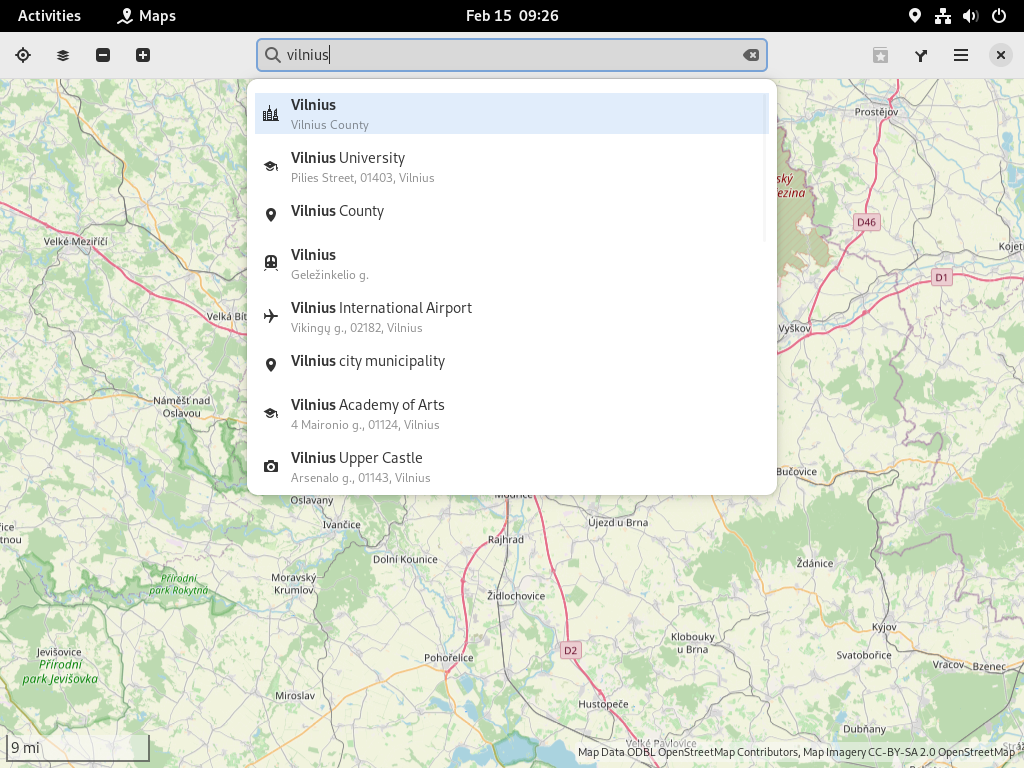 Activities
Maps
Feb 15 09:26
vilnius
Vilnius
Vilnius County
Vilnius University
Pilies Street, 01403, Vilnius
Vilnius County
Vilnius
Geležinkelio g.
Vilnius International Airport
Vikingų g., 02182, Vilnius
Vilnius city municipality
Vilnius Academy of Arts
4 Maironio g., 01124, Vilnius
Vilnius Upper Castle
Arsenalo g., 01143, Vilnius
Prostějov
D46
Velké Meziříčí
D1
Velká Bít
Vyškov
Náměšť nad
Oslavou
Bučovice
Oslavany
Ivančice
Újezd u Brna
Rajhrad
Dolní Kounice
Ždánice
Moravský
Krumlov
Přírodní
park Rokytná
Židlochovice
Kyjov
Klobouky
u Brna
Jevišovice
Přírodní
park Jevišovka
D2
Pohořelice
Svatobořice
Vracov
Bzenec
Miroslav
Hustopeče
Dubňany
Velké Pavlovice
9 mi
Map Data ODBL OpenStreetMap Contributors, Map Imagery CC-BY-SA 2.0 OpenStreetMap